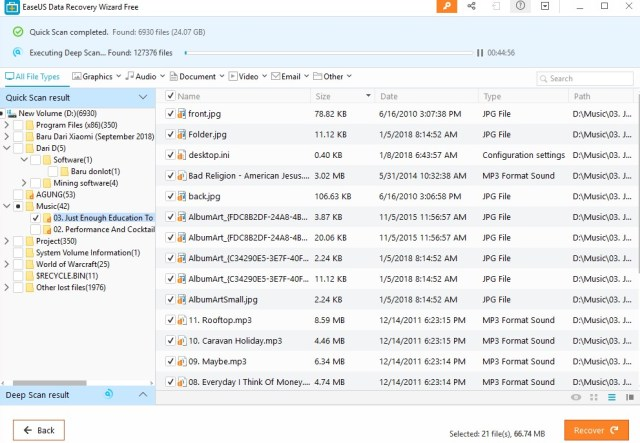 EaseUS Data Recovery Wizard Free
Quick Scan completed. Found: 6930 files (24.07 GB)
Executing Deep Scan... Found: 127376 files
00:44:56
All File Types Graphics Audio Document Video Email Other
Search
Quick Scan result
Name Size Date Type Path
New Volume (D:)(6930)
Program Files (x86)(350)
Baru Dari Xiaomi (September 2018)
Dari D(5)
Software(1)
Baru donlot(1)
Mining software(4)
AGUNG(53)
Music(42)
03. Just Enough Education To
02. Performance And Cocktail
Project(350)
System Volume Information(1)
World of Warcraft(25)
$RECYCLE.BIN(11)
Other lost files(1976)
front.jpg 78.82 KB 6/16/2010 3:07:38 PM JPG File D:\Music\03. J...
Folder.jpg 11.12 KB 1/5/2018 8:14:52 AM JPG File D:\Music\03. J...
desktop.ini 0.40 KB 1/8/2018 6:43:57 AM Configuration settings D:\Music\03. J...
Bad Religion - American Jesus.... 3.02 MB 5/31/2014 10:32:38 AM MP3 Format Sound D:\Music\03. J...
back.jpg 106.63 KB 6/16/2010 3:06:58 PM JPG File D:\Music\03. J...
AlbumArt_{FDC8B2DF-24A8-4B... 3.87 KB 11/5/2015 11:56:57 AM JPG File D:\Music\03. J...
AlbumArt_{FDC8B2DF-24A8-4B... 20.06 KB 11/5/2015 11:56:57 AM JPG File D:\Music\03. J...
AlbumArt_{C34290E5-3E7F-40F... 2.24 KB 1/5/2018 8:14:52 AM JPG File D:\Music\03. J...
AlbumArt_{C34290E5-3E7F-40F... 11.12 KB 1/5/2018 8:14:52 AM JPG File D:\Music\03. J...
AlbumArtSmall.jpg 2.24 KB 1/5/2018 8:14:52 AM JPG File D:\Music\03. J...
11. Rooftop.mp3 8.59 MB 12/14/2011 6:23:15 PM MP3 Format Sound D:\Music\03. J...
10. Caravan Holiday.mp3 4.46 MB 12/14/2011 6:23:15 PM MP3 Format Sound D:\Music\03. J...
09. Maybe.mp3 6.34 MB 12/14/2011 6:23:14 PM MP3 Format Sound D:\Music\03. J...
08. Everyday I Think Of Money.... 4.74 MB 12/14/2011 6:23:14 PM MP3 Format Sound D:\Music\03. J...
Deep Scan result
Back
Selected: 21 file(s), 66.74 MB
Recover